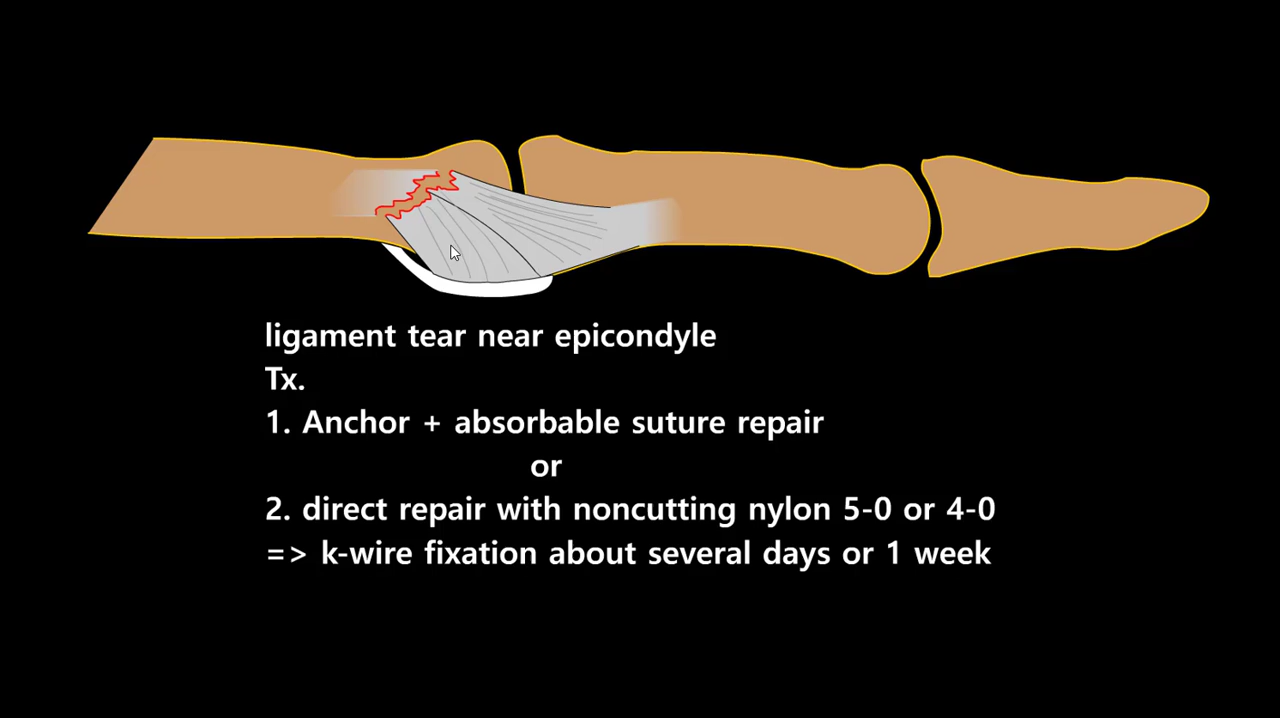 ligament tear near epicondyle
Tx.
1. Anchor + absorbable suture repair
or
2. direct repair with noncutting nylon 5-0 or 4-0
=> k-wire fixation about several days or 1 week